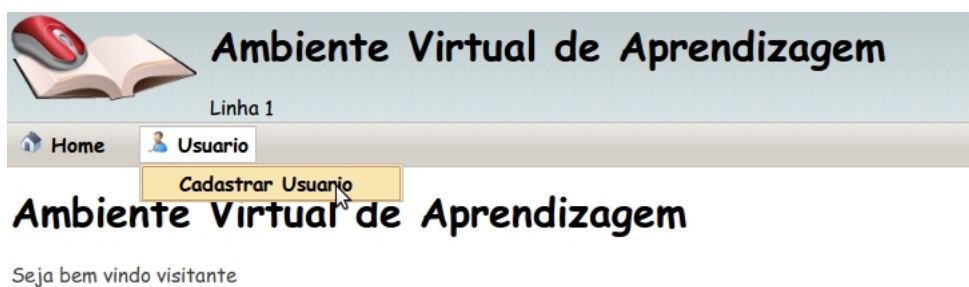 Ambiente Virtual de Aprendizagem
Linha 1
Home Usuario
Cadastrar Usuario
Ambiente Virtual de Aprendizagem
Seja bem vindo visitante